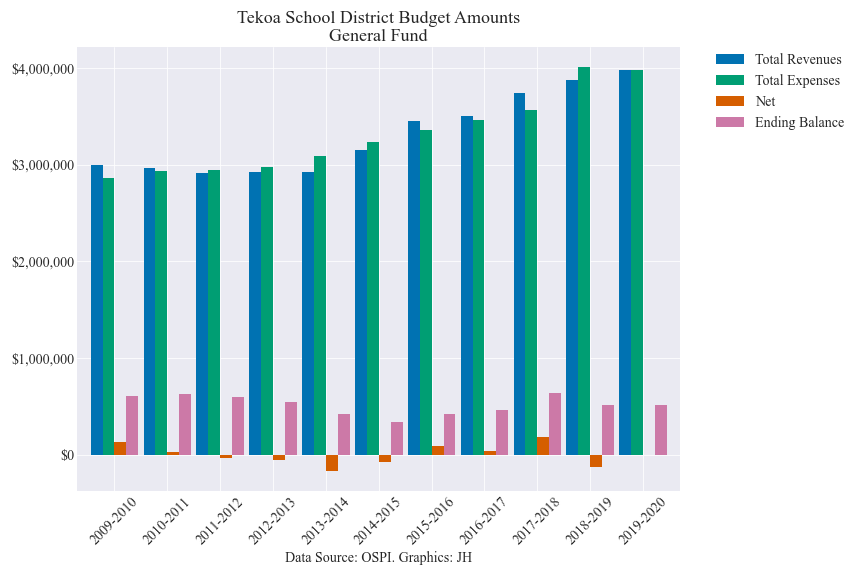 Tekoa School District Budget Amounts
General Fund
$4,000,000
$3,000,000
$2,000,000
$1,000,000
$0
Total Revenues
Total Expenses
Net
Ending Balance
2009-2010
2010-2011
2011-2012
2012-2013
2013-2014
2014-2015
2015-2016
2016-2017
2017-2018
2018-2019
2019-2020
Data Source: OSPI. Graphics: JH